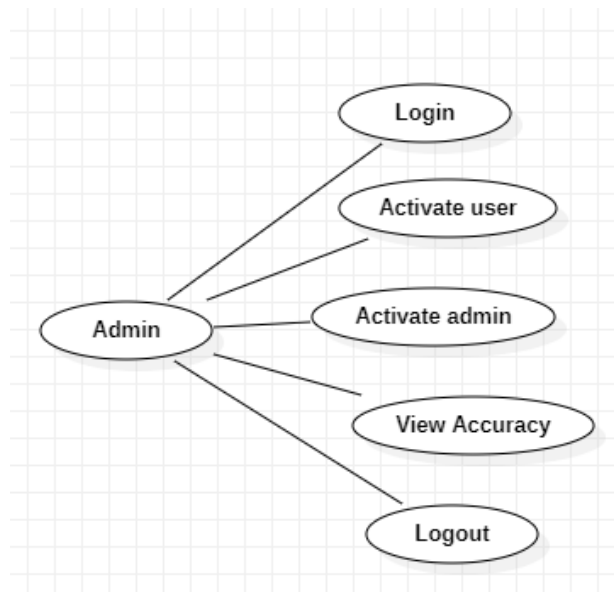 Login
Activate user
Activate admin
Admin
View Accuracy
Logout